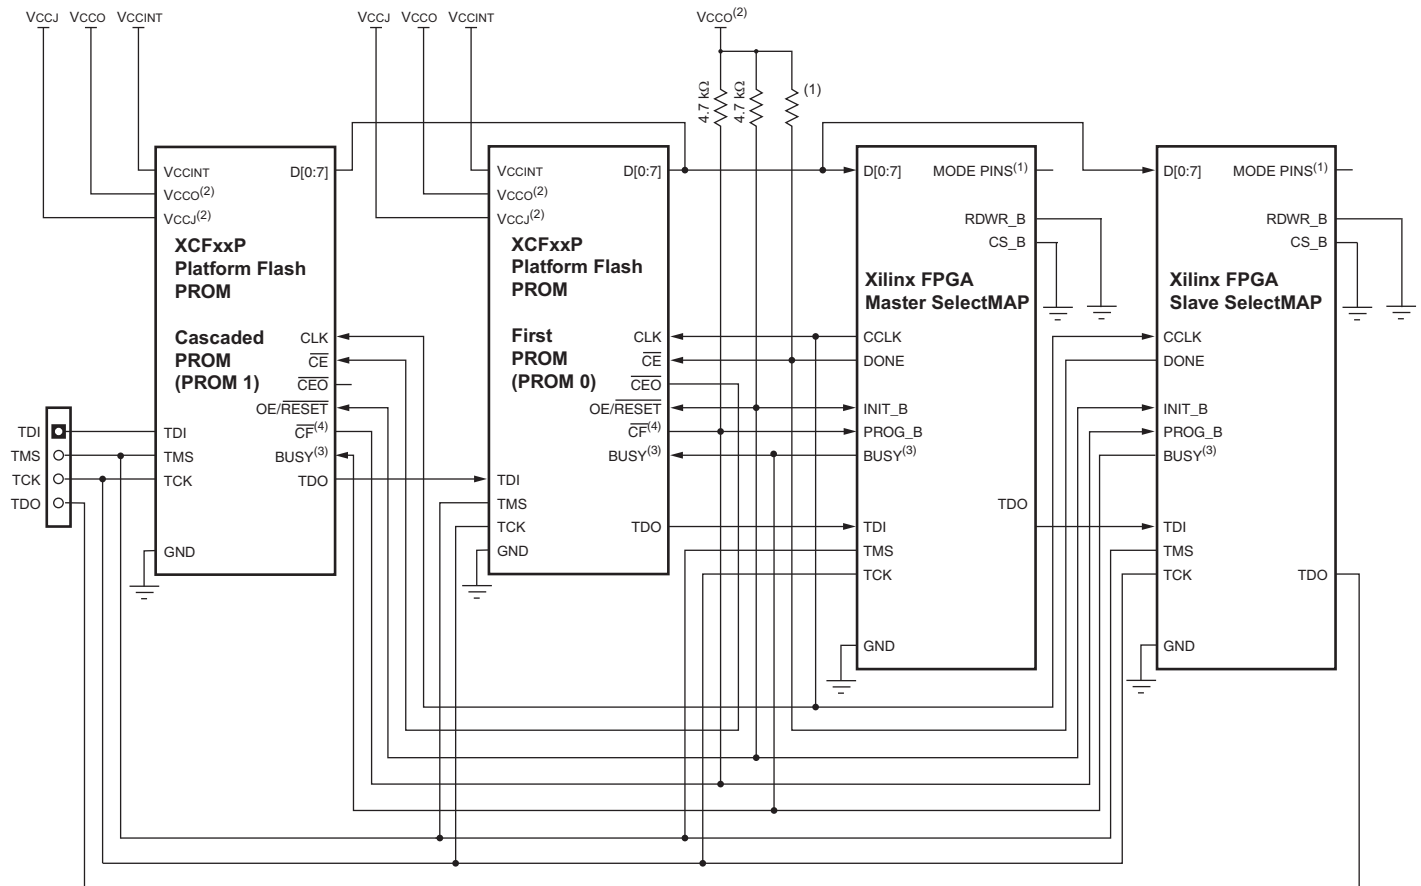 VCCJ VCCO VCCINT
VCCJ VCCO VCCINT
VCCO(2)
4.7 kΩ
4.7 kΩ
(1)
VCCINT
VCCO(2)
VCCJ(2)
D[0:7]
XCFxxP
Platform Flash
PROM
Cascaded
PROM
(PROM 1)
CLK
CE
CEO
OE/RESET
CF(4)
BUSY(3)
TDO
TDI
TMS
TCK
GND
TDI
TMS
TCK
TDO
VCCINT
VCCO(2)
VCCJ(2)
D[0:7]
XCFxxP
Platform Flash
PROM
First
PROM
(PROM 0)
CLK
CE
CEO
OE/RESET
CF(4)
BUSY(3)
TDI
TMS
TCK
GND
TDO
D[0:7]
MODE PINS(1)
RDWR_B
CS_B
Xilinx FPGA
Master SelectMAP
CCLK
DONE
INIT_B
PROG_B
BUSY(3)
TDO
TDI
TMS
TCK
GND
D[0:7]
MODE PINS(1)
RDWR_B
CS_B
Xilinx FPGA
Slave SelectMAP
CCLK
DONE
INIT_B
PROG_B
BUSY(3)
TDI
TMS
TCK
TDO
GND